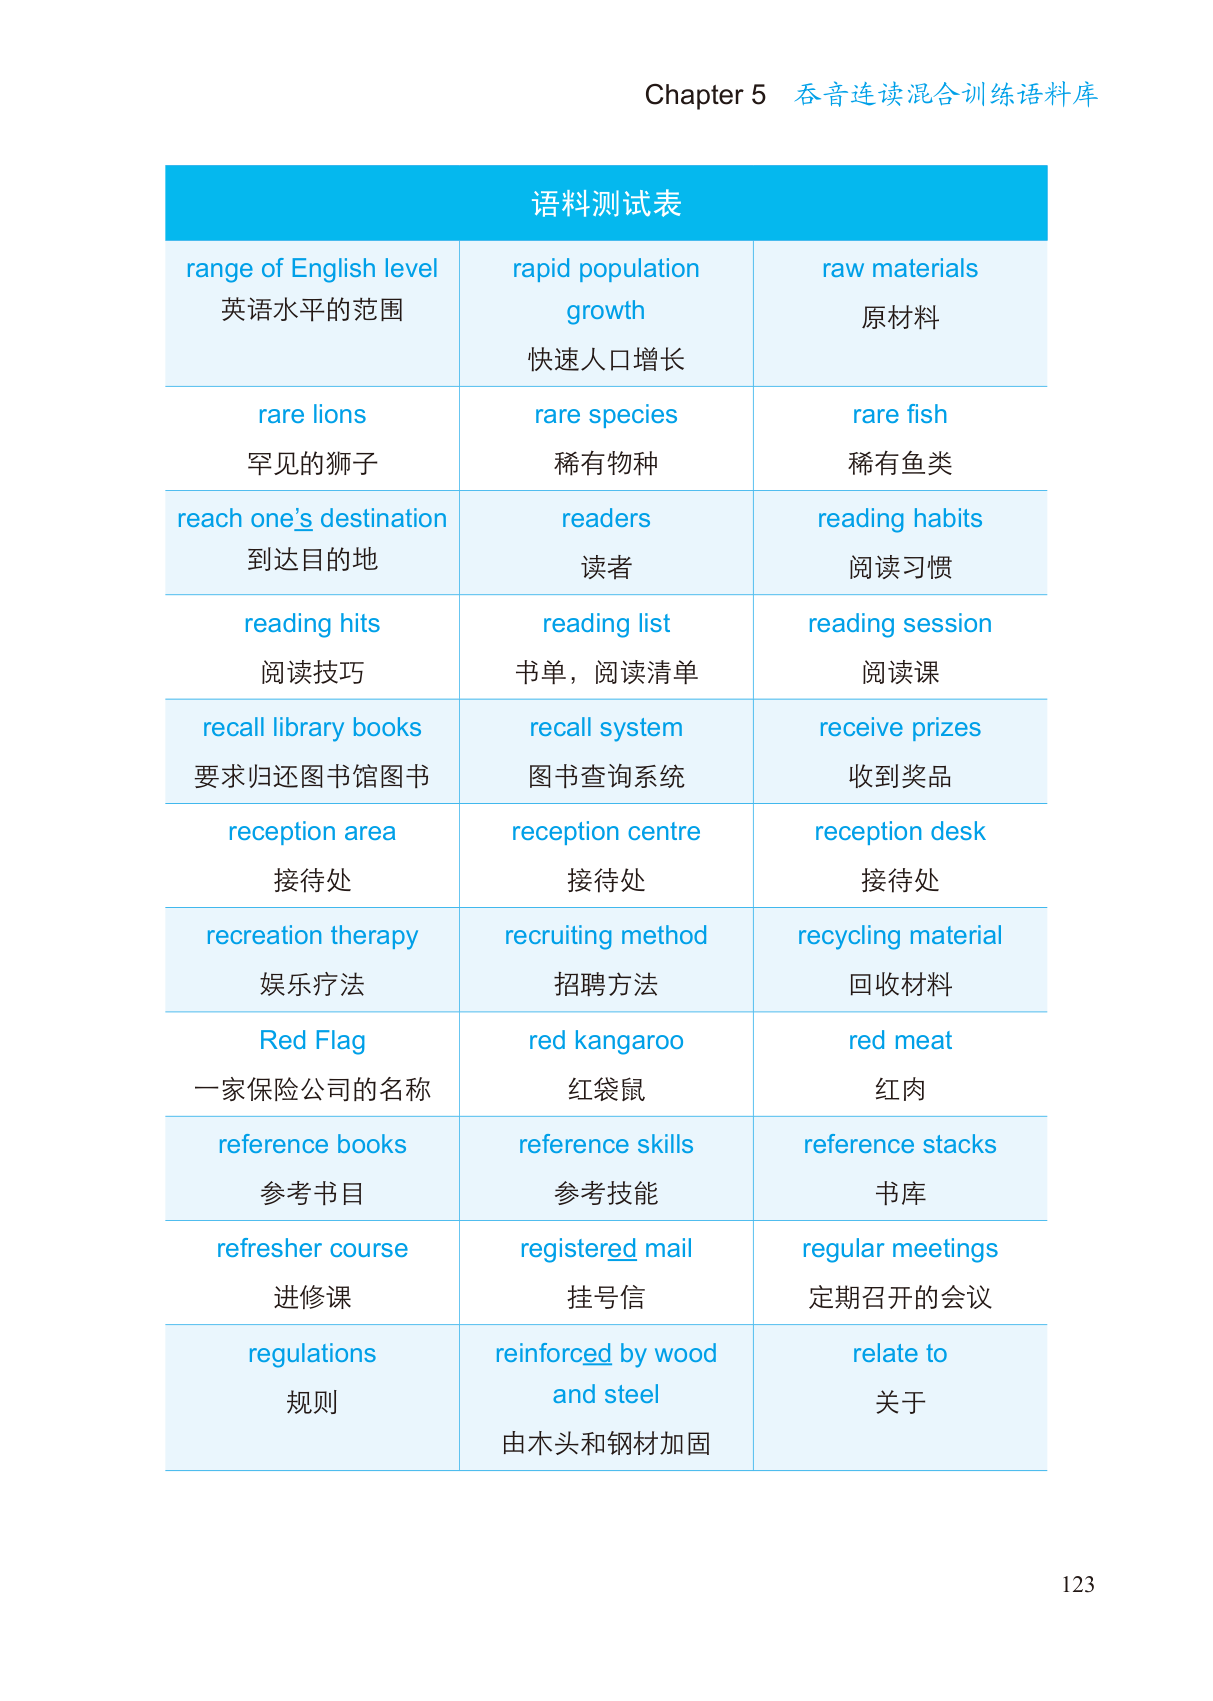 Chapter 5 吞音连读混合训练语料库
语料测试表
range of English level
英语水平的范围
rapid population
growth
快速人口增长
raw materials
原材料
rare lions
罕见的狮子
rare species
稀有物种
rare fish
稀有鱼类
reach one’s destination
到达目的地
readers
读者
reading habits
阅读习惯
reading hits
阅读技巧
reading list
书单，阅读清单
reading session
阅读课
recall library books
要求归还图书馆图书
recall system
图书查询系统
receive prizes
收到奖品
reception area
接待处
reception centre
接待处
reception desk
接待处
recreation therapy
娱乐疗法
recruiting method
招聘方法
recycling material
回收材料
Red Flag
一家保险公司的名称
red kangaroo
红袋鼠
red meat
红肉
reference books
参考书目
reference skills
参考技能
reference stacks
书库
refresher course
进修课
registered mail
挂号信
regular meetings
定期召开的会议
regulations
规则
reinforced by wood
and steel
由木头和钢材加固
relate to
关于
123